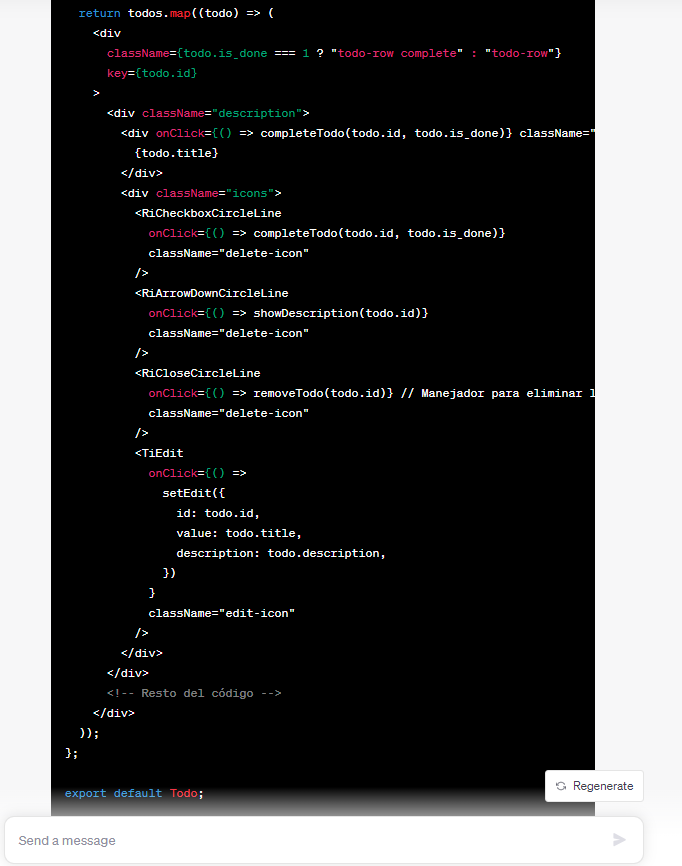 return todos.map((todo) => (
<div
className={todo.is_done === 1 ? "todo-row complete" : "todo-row"}
key={todo.id}
>
<div className="description">
<div onClick={() => completeTodo(todo.id, todo.is_done)} className="
{todo.title}
</div>
<div className="icons">
<RiCheckboxCircleLine
onClick={() => completeTodo(todo.id, todo.is_done)}
className="delete-icon"
/>
<RiArrowDownCircleLine
onClick={() => showDescription(todo.id)}
className="delete-icon"
/>
<RiCloseCircleLine
onClick={() => removeTodo(todo.id)} // Manejador para eliminar l
className="delete-icon"
/>
<TiEdit
onClick={() =>
setEdit({
id: todo.id,
value: todo.title,
description: todo.description,
})
}
className="edit-icon"
/>
</div>
</div>
<!-- Resto del código -->
</div>
));
};
export default Todo;
Regenerate
Send a message